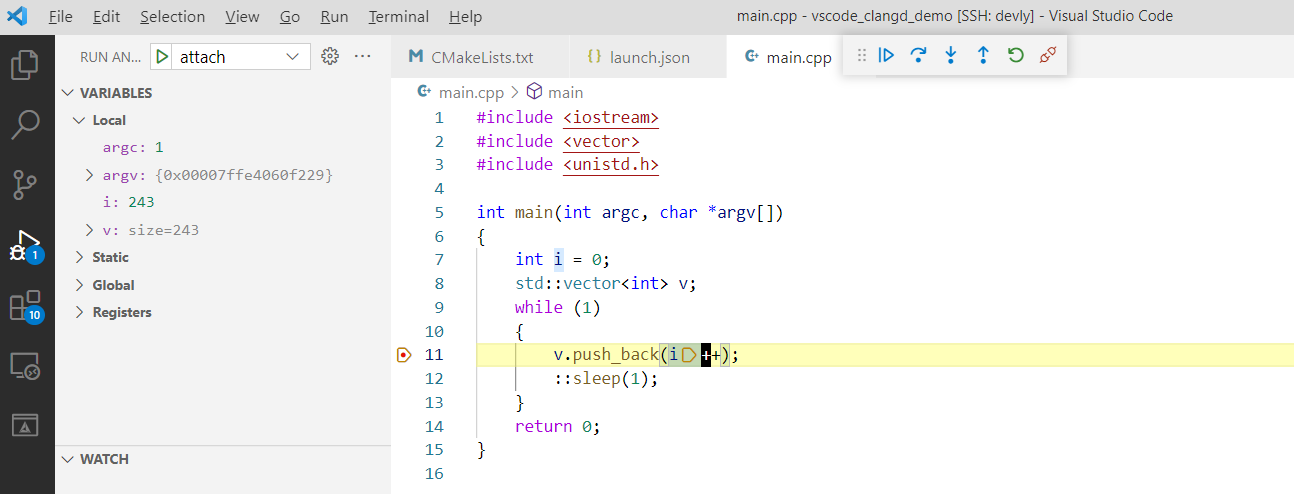 File Edit Selection View Go Run Terminal Help main.cpp - vscode_clangd_demo [SSH: devly] - Visual Studio Code
RUN AN... attach ...
CMakeLists.txt {} launch.json main.cpp
VARIABLES
main.cpp > main
Local
1 #include <iostream>
argc: 1
2 #include <vector>
argv: {0x00007ffe4060f229}
3 #include <unistd.h>
4
i: 243
5 int main(int argc, char *argv[])
v: size=243
6 {
1
Static
7 int i = 0;
Global
8 std::vector<int> v;
Registers
9 while (1)
10
10 {
11 v.push_back(i++);
12 ::sleep(1);
13 }
14 return 0;
15 }
WATCH
16